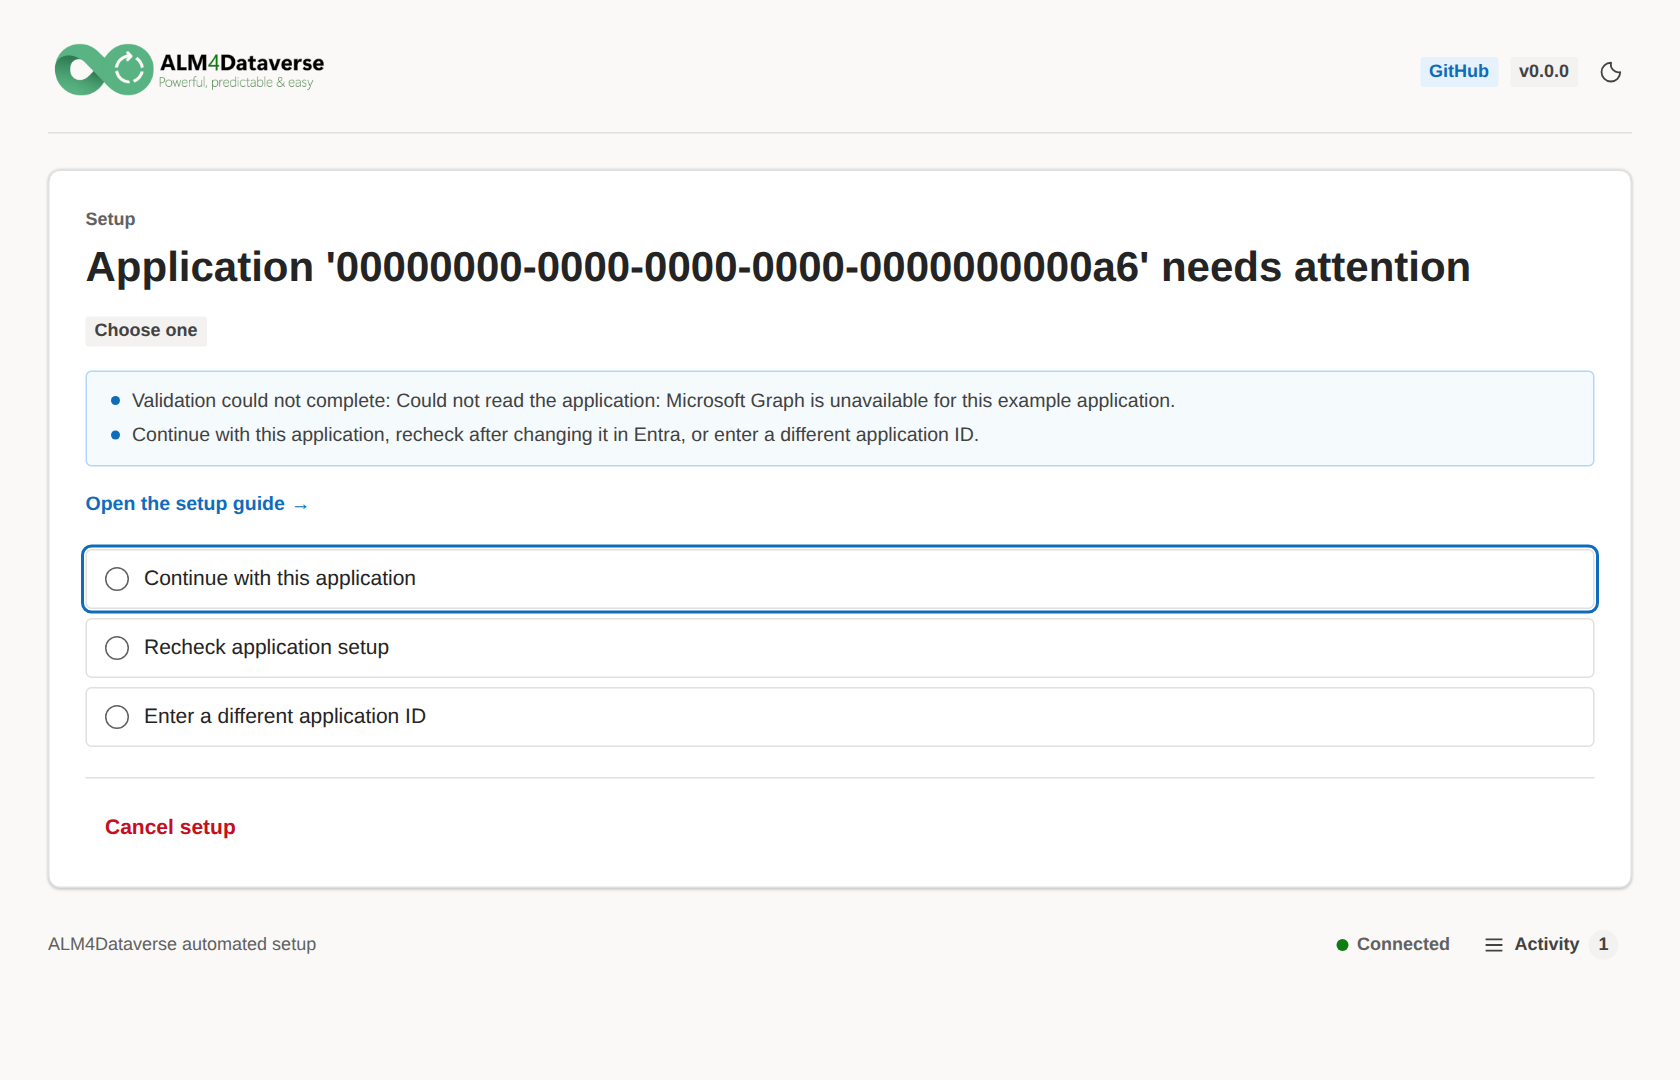 ALM4Dataverse
Powerful, predictable & easy
GitHub
v0.0.0
Setup
Application '00000000-0000-0000-0000-0000000000a6' needs attention
Choose one
Validation could not complete: Could not read the application: Microsoft Graph is unavailable for this example application.
Continue with this application, recheck after changing it in Entra, or enter a different application ID.
Open the setup guide →
Continue with this application
Recheck application setup
Enter a different application ID
Cancel setup
ALM4Dataverse automated setup
Connected
Activity 1